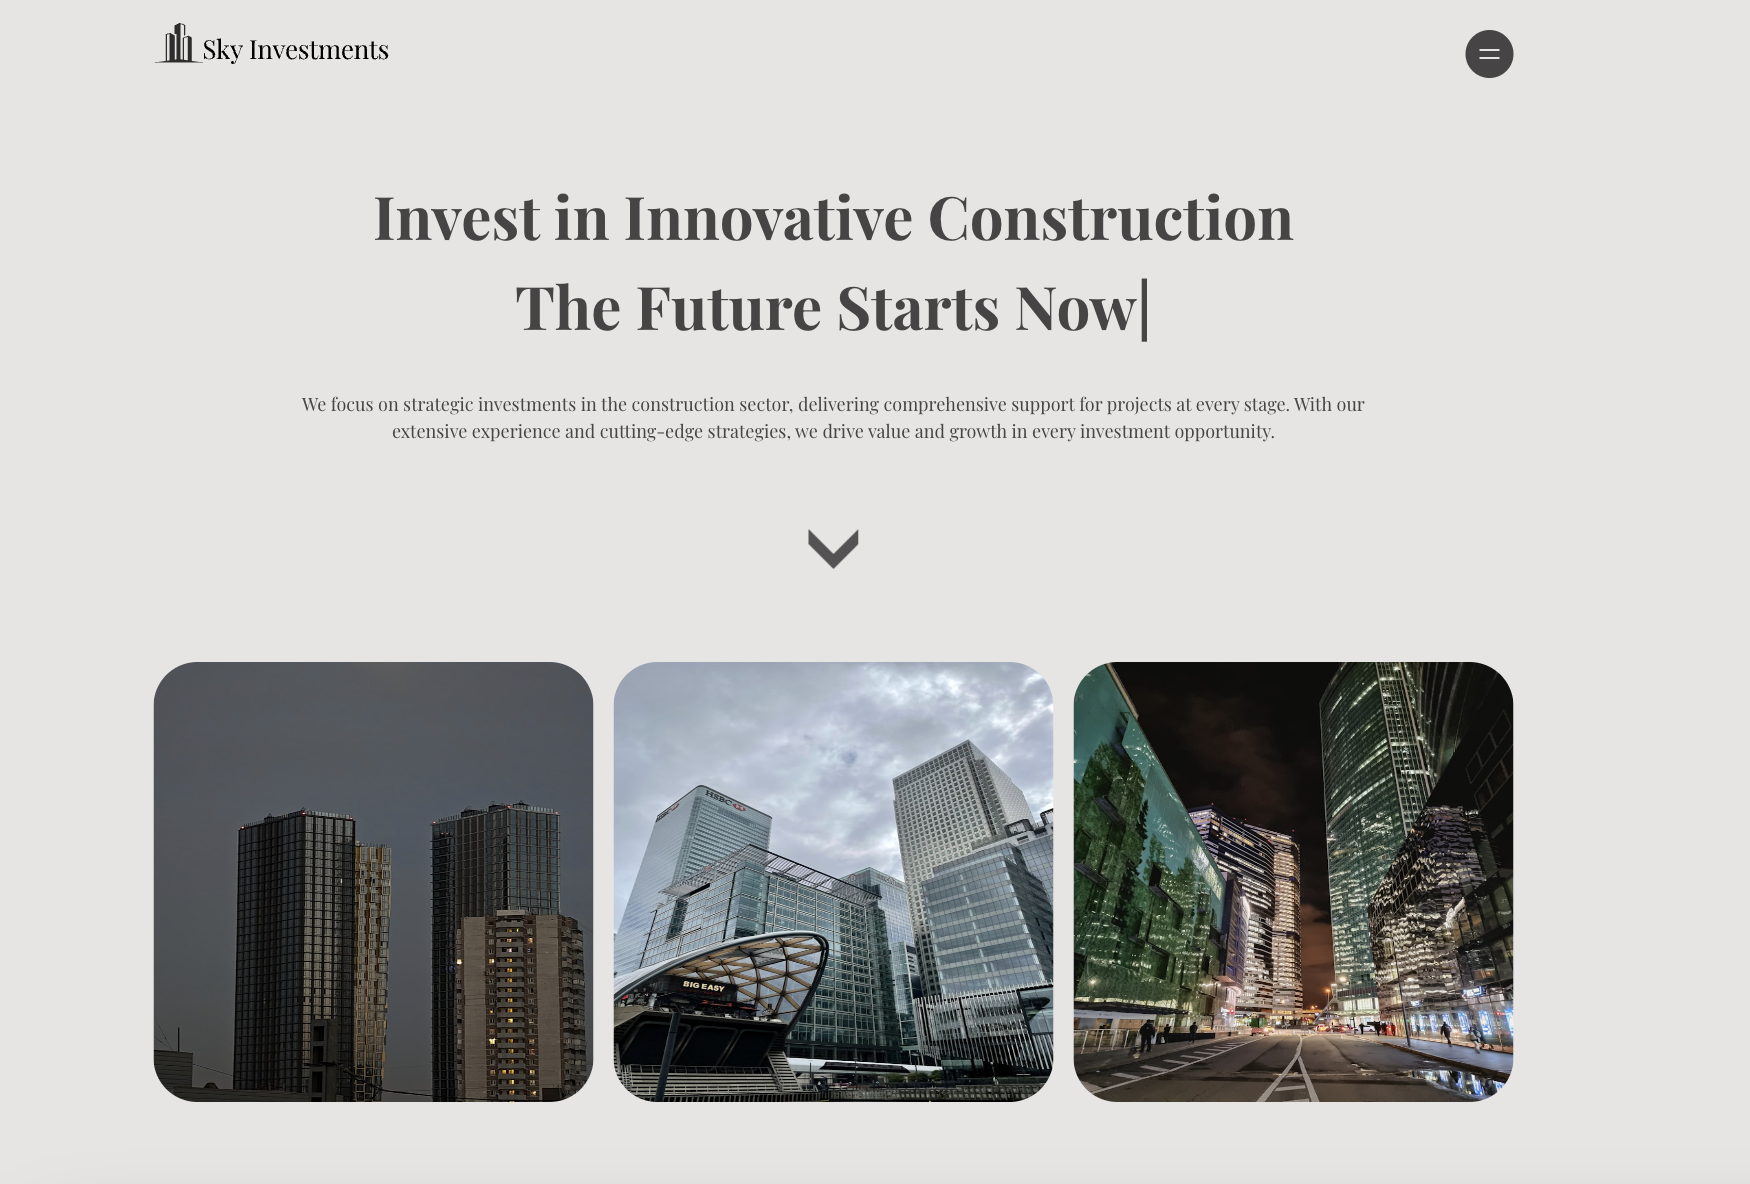 Sky Investments
Invest in Innovative Construction
The Future Starts Now|
We focus on strategic investments in the construction sector, delivering comprehensive support for projects at every stage. With our
extensive experience and cutting-edge strategies, we drive value and growth in every investment opportunity.
HSBC
BIG EASY